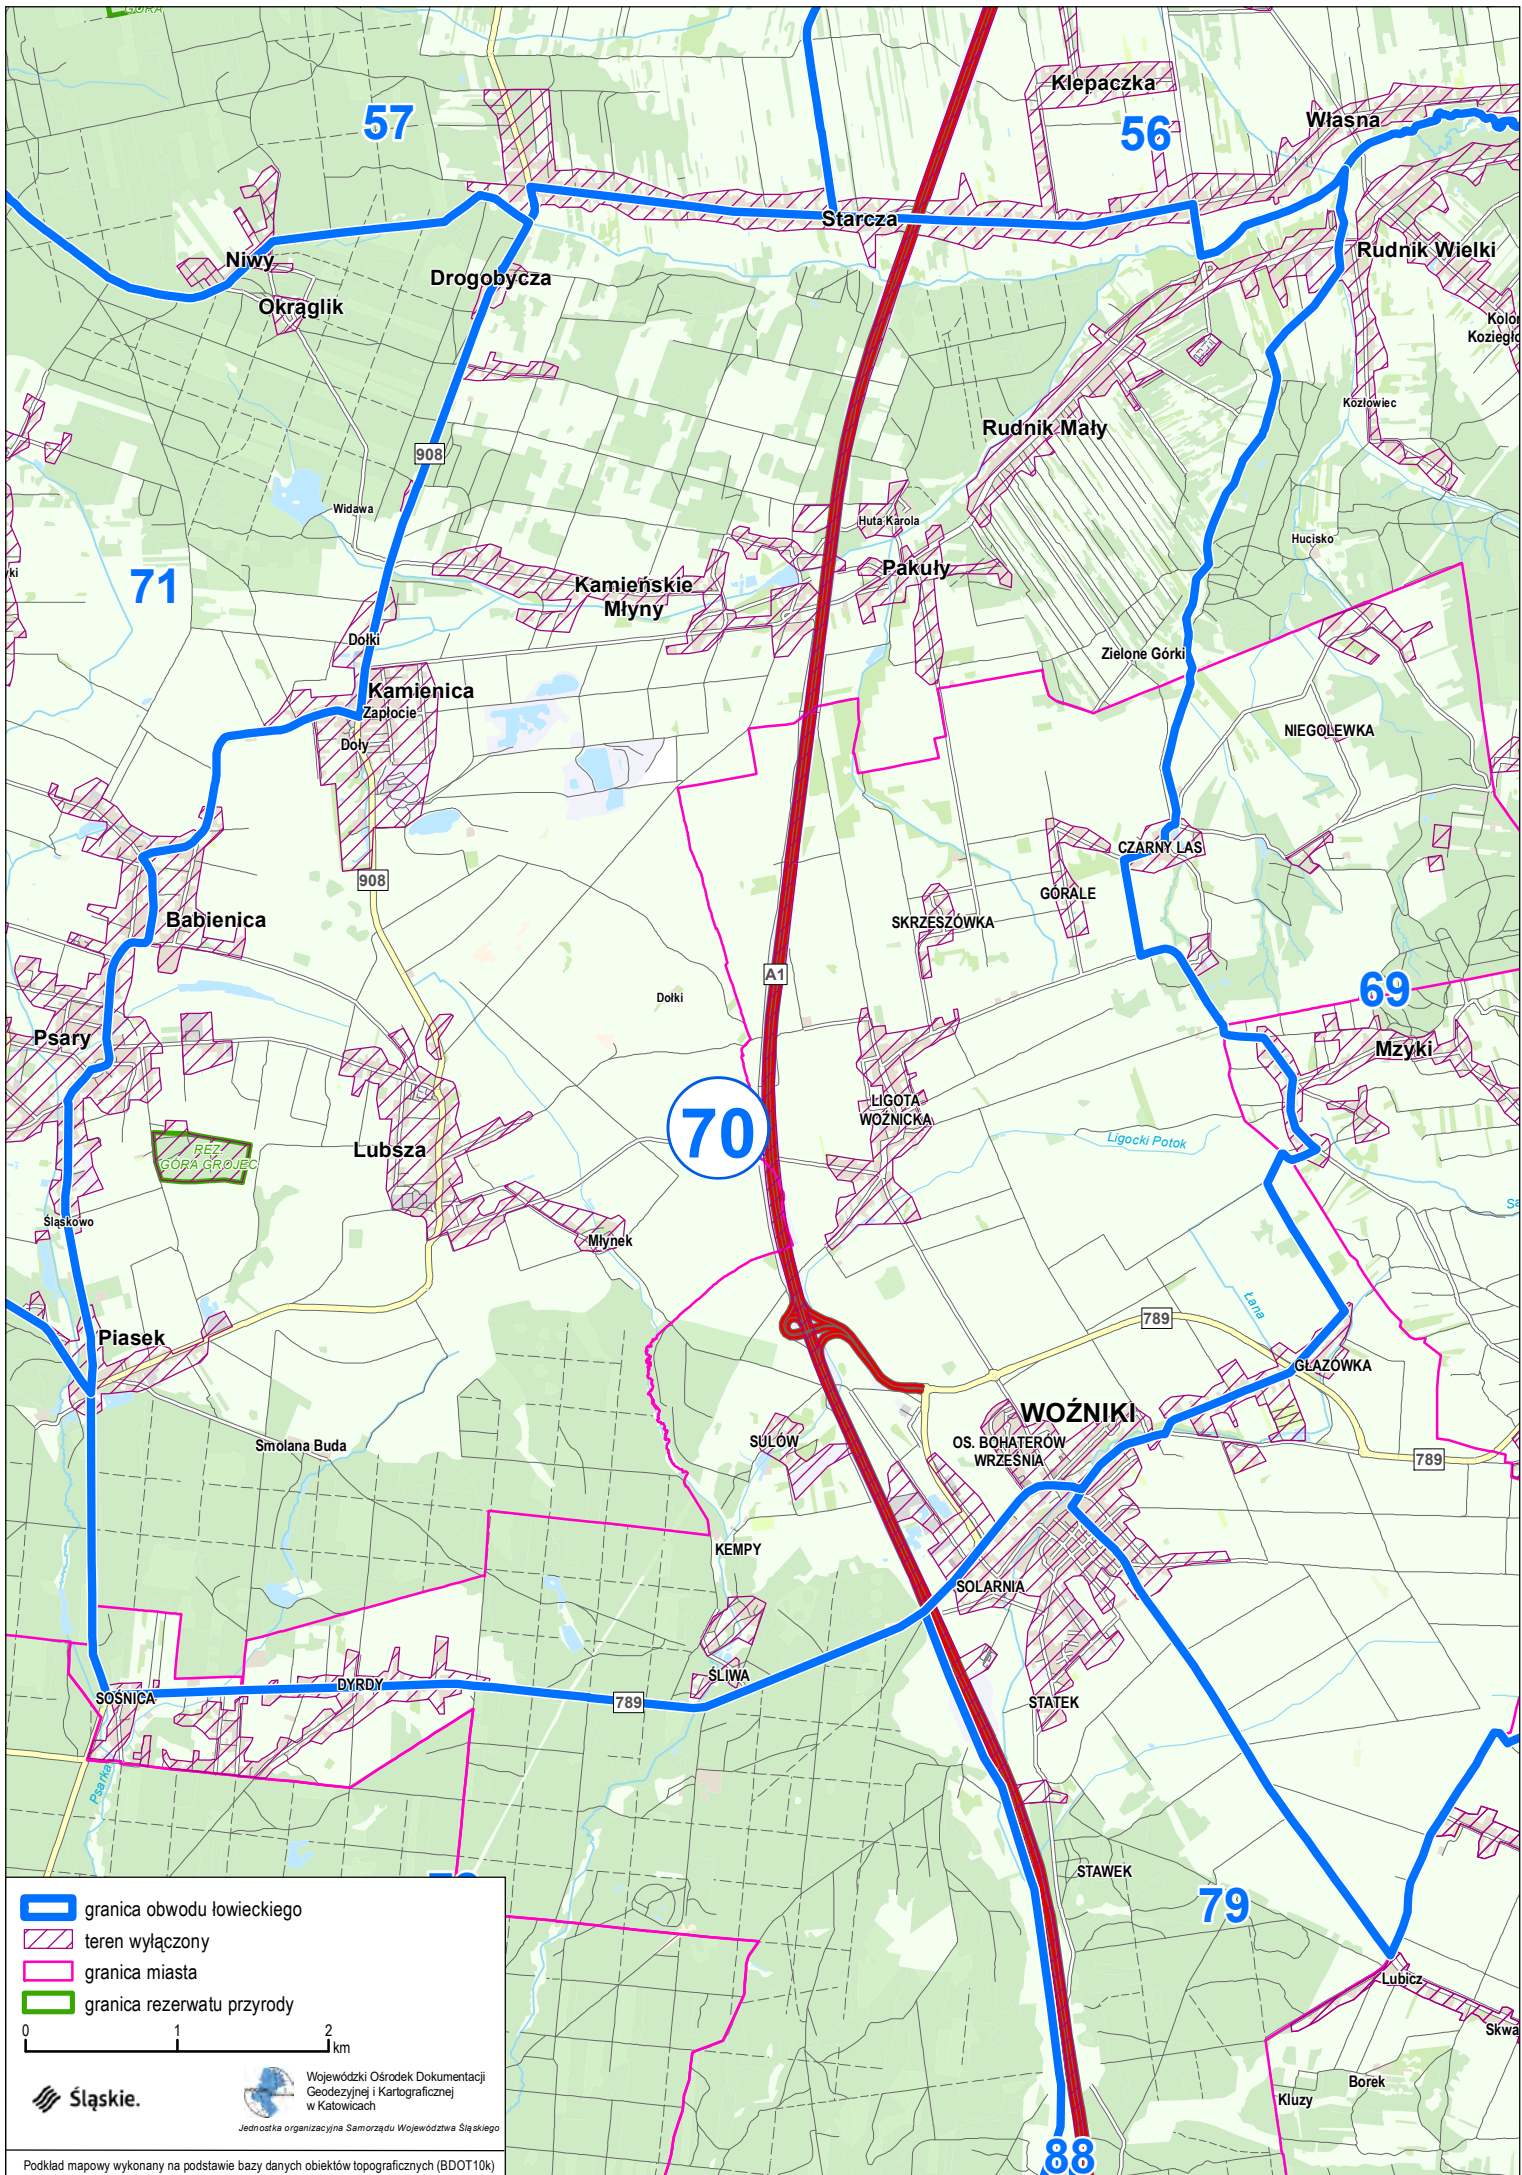 GÓRA
57
Klepaczka
56
Własna
Starcza
Niwy
Drogobycza
Rudnik Wielki
Okrąglik
Kozłowiec
Rudnik Mały
908
Widawa
Huta Karola
Hucisko
Pakuły
71
Kamieńskie
Młyny
Dołki
Zielone Górki
Kamienica
Zapłocie
Doły
NIEGOLEWKA
CZARNY LAS
908
GÓRALE
Babienica
SKRZESZÓWKA
A1
69
Dołki
Psary
Mzyki
LIGOTA
WOŹNICKA
70
Ligocki Potok
REZ.
GÓRA GROJEC
Lubsza
Śląskowo
Młynek
Łana
789
Piasek
GŁAZÓWKA
WOŹNIKI
SULÓW
OS. BOHATERÓW
WRZEŚNIA
Smolana Buda
789
KEMPY
SOLARNIA
ŚLIWA
DYRDY
SOŚNICA
789
STATEK
Psarka
STAWEK
79
Lubicz
Skwa
Borek
Kluzy
88
granica obwodu łowieckiego
teren wyłączony
granica miasta
granica rezerwatu przyrody
0 1 2
km
Śląskie.
Wojewódzki Ośrodek Dokumentacji
Geodezyjnej i Kartograficznej
w Katowicach
Jednostka organizacyjna Samorządu Województwa Śląskiego
Podkład mapowy wykonany na podstawie bazy danych obiektów topograficznych (BDOT10k)